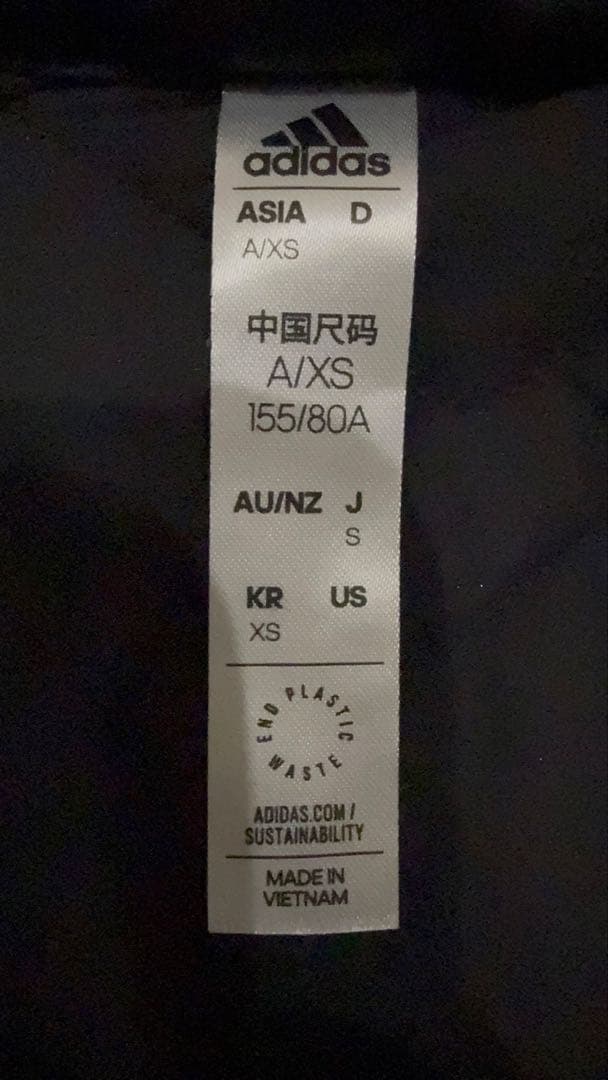 adidas
ASIA D
A/XS
中国尺码
A/XS
155/80A
AU/NZ J
S
KR US
XS
END PLASTIC WASTE
ADIDAS.COM/
SUSTAINABILITY
MADE IN
VIETNAM